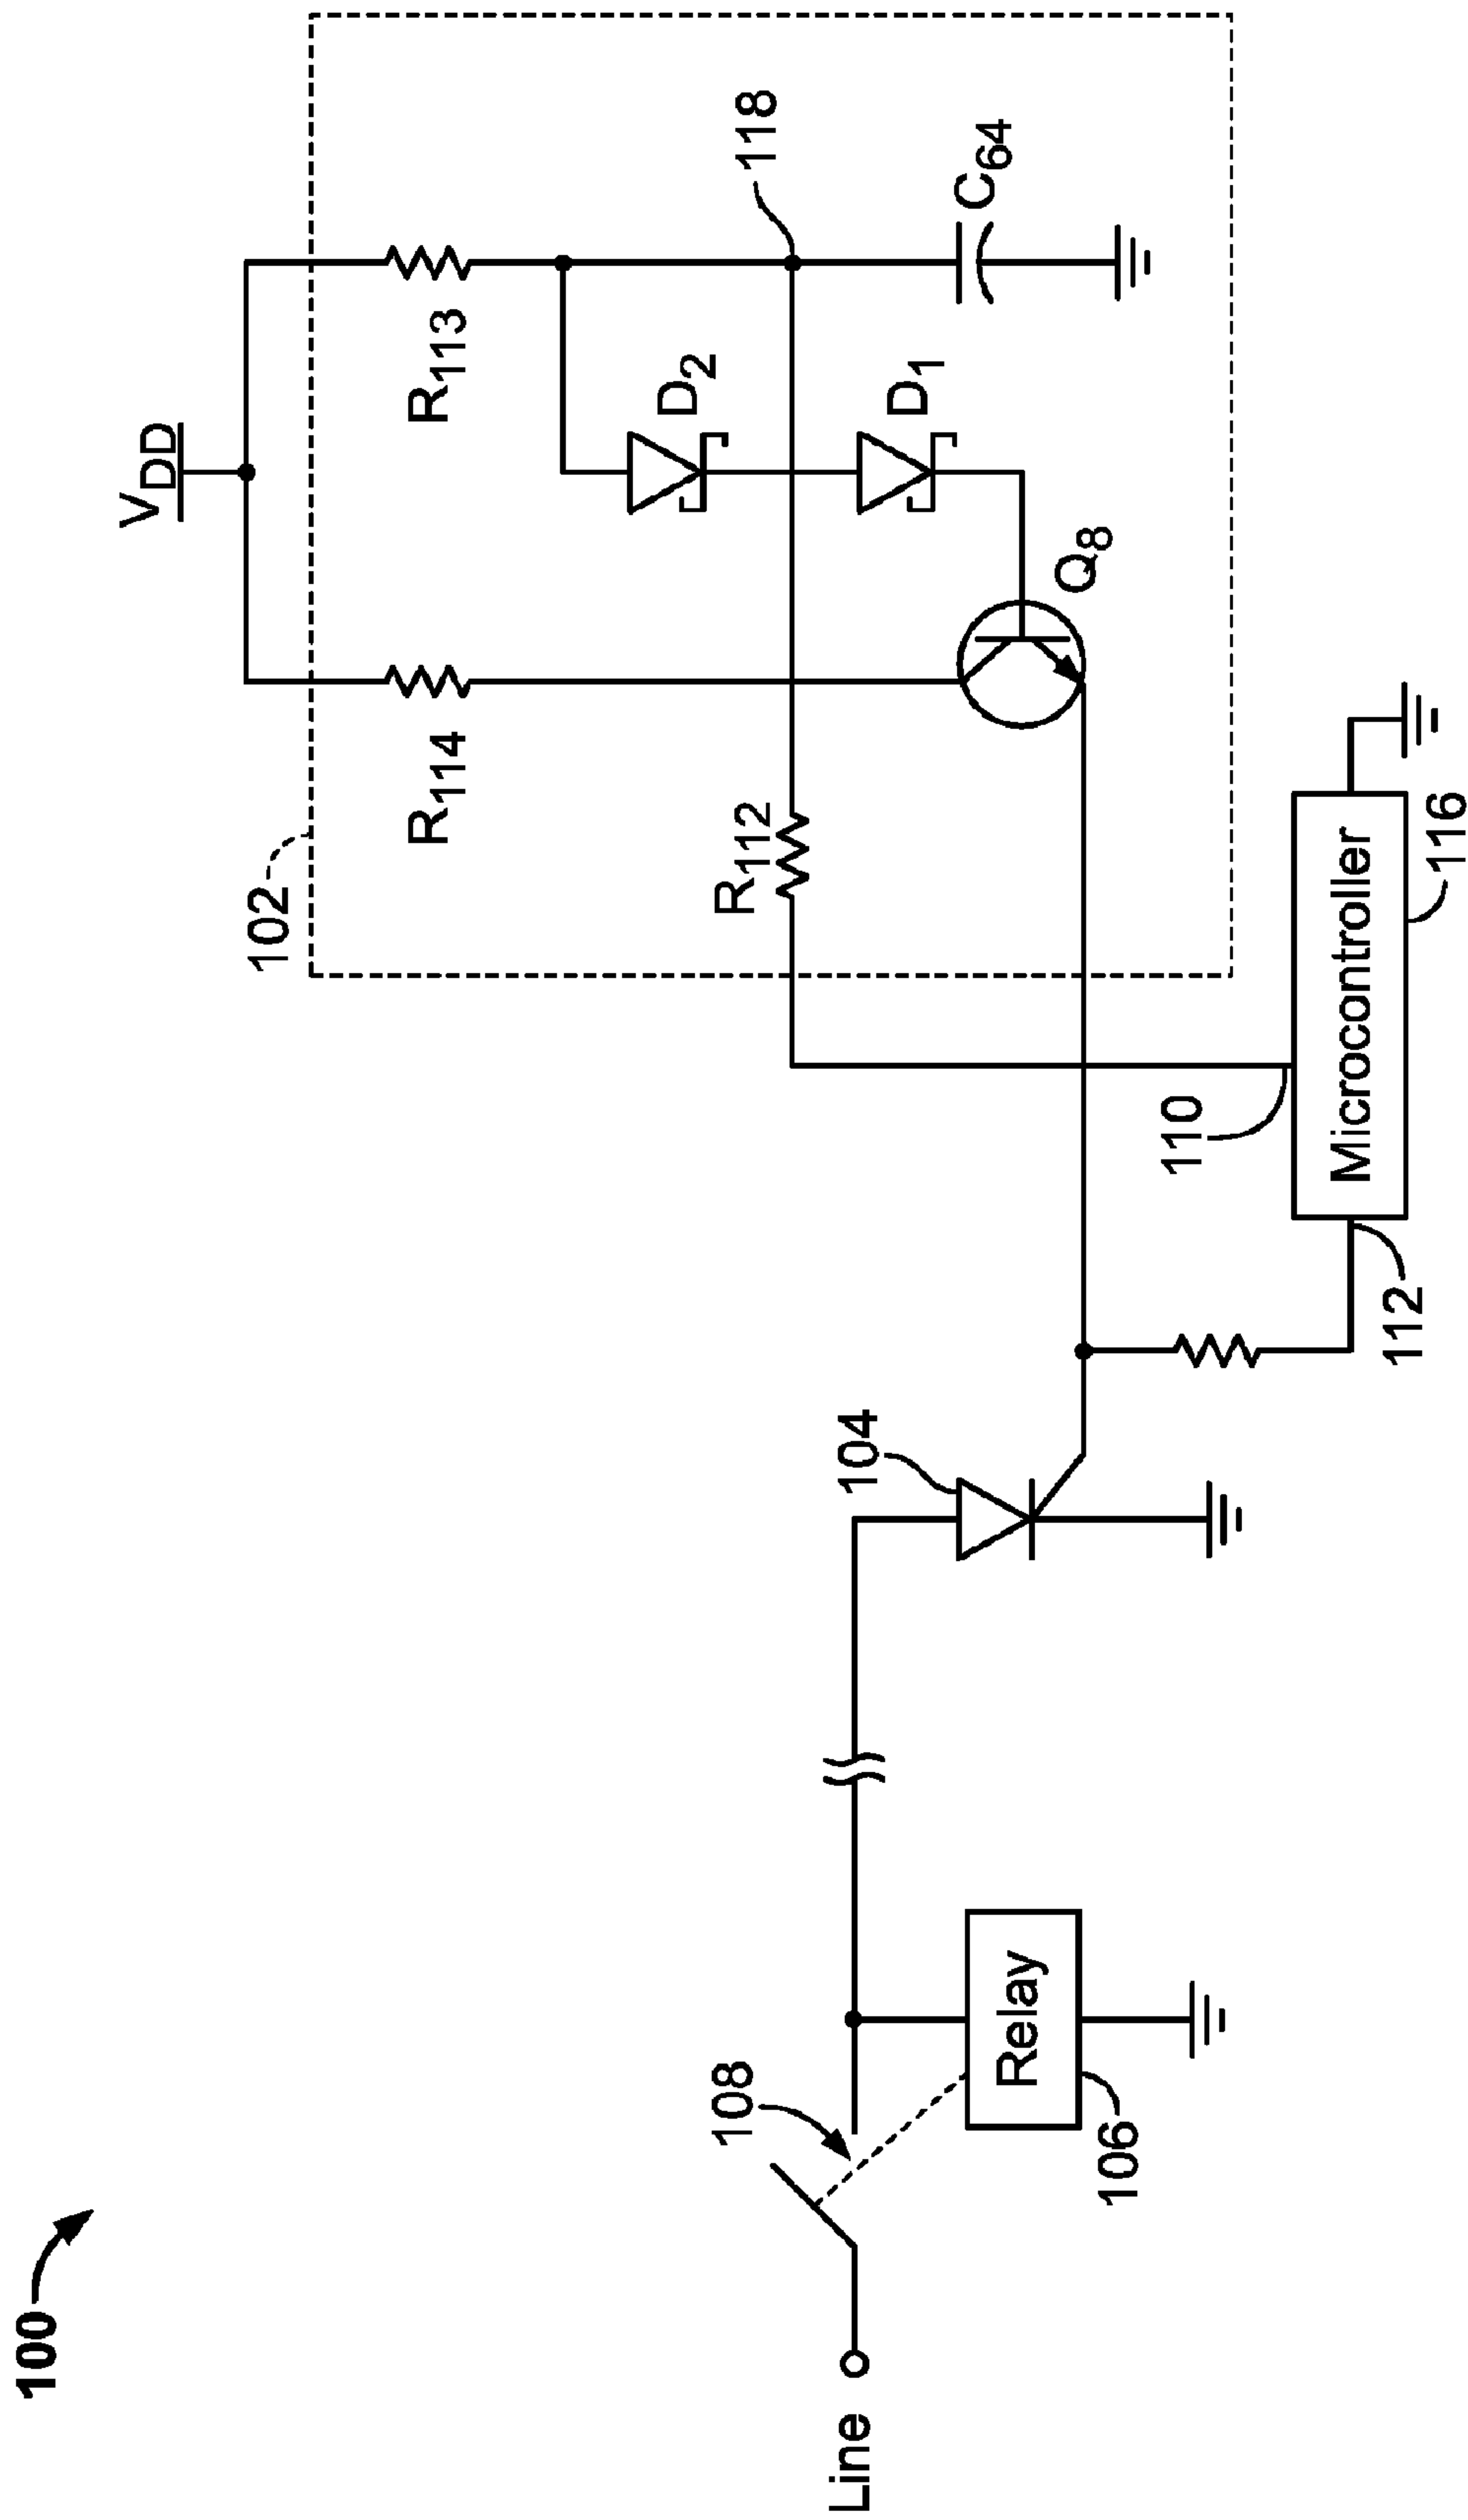 100
Line
108
Relay
106
104
112
110
Microcontroller
116
102
VDD
R114
R113
R112
D2
D1
Q8
118
C64